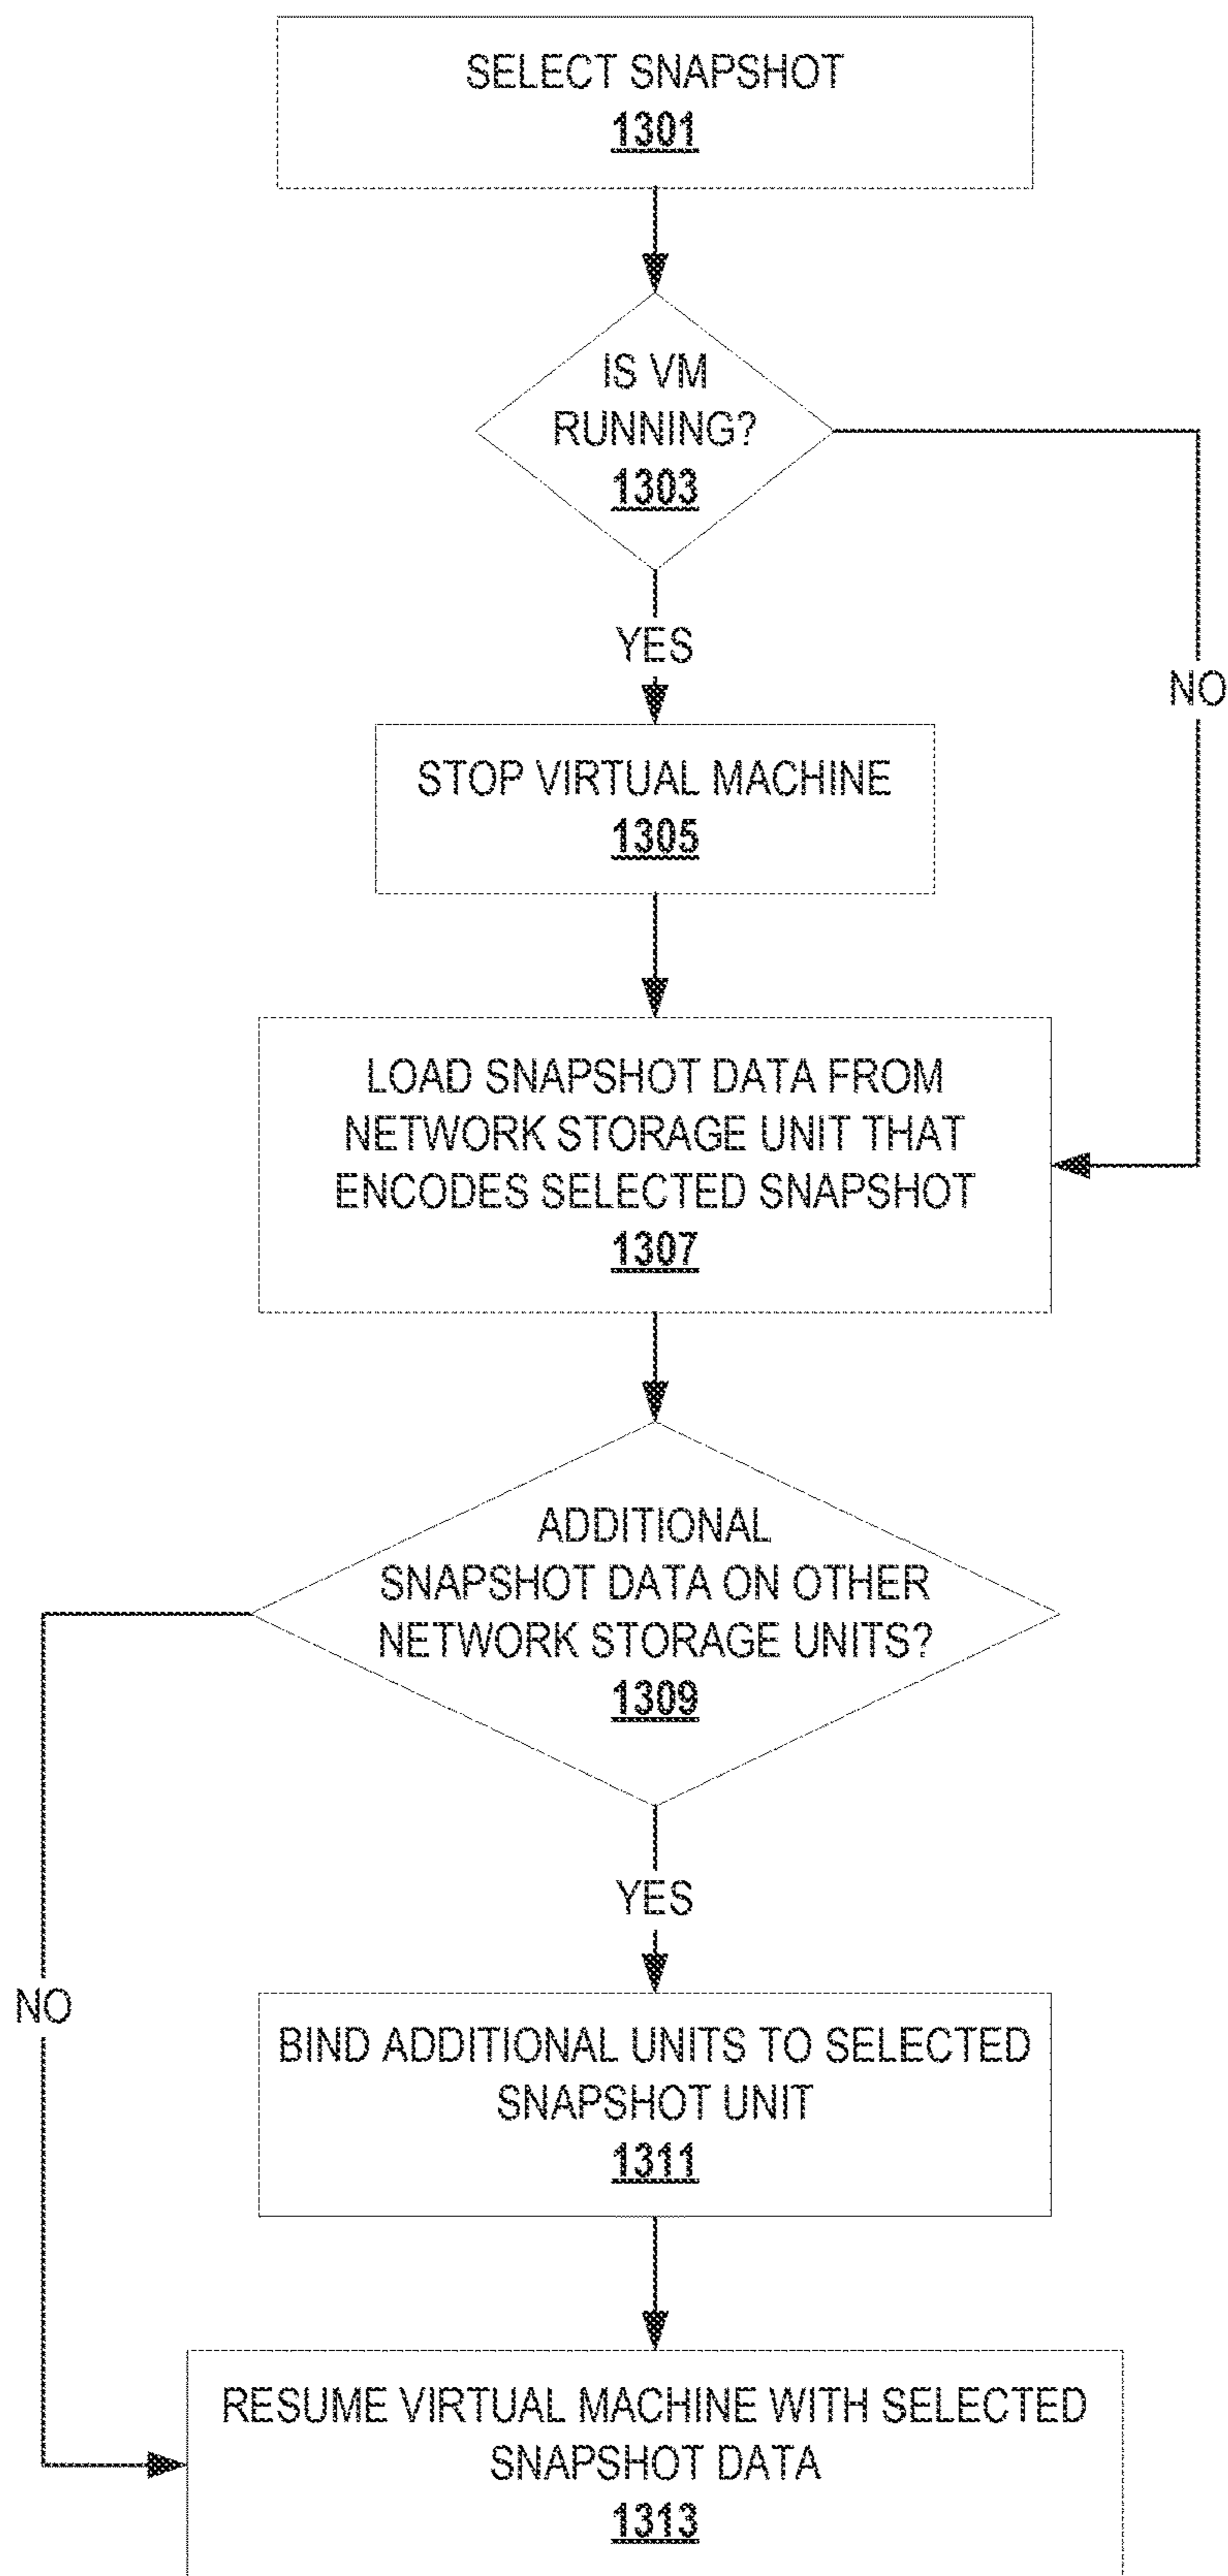 SELECT SNAPSHOT
1301
IS VM
RUNNING?
1303
YES
NO
STOP VIRTUAL MACHINE
1305
LOAD SNAPSHOT DATA FROM
NETWORK STORAGE UNIT THAT
ENCODES SELECTED SNAPSHOT
1307
ADDITIONAL
SNAPSHOT DATA ON OTHER
NETWORK STORAGE UNITS?
1309
YES
NO
BIND ADDITIONAL UNITS TO SELECTED
SNAPSHOT UNIT
1311
RESUME VIRTUAL MACHINE WITH SELECTED
SNAPSHOT DATA
1313